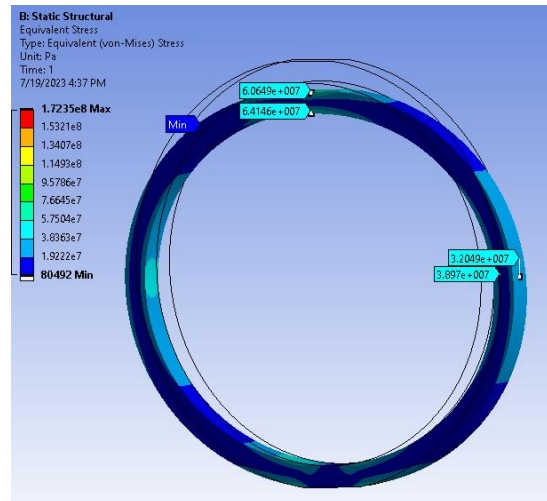 B: Static Structural
Equivalent Stress
Type: Equivalent (von-Mises) Stress
Unit: Pa
Time: 1
7/19/2023 4:37 PM
1.7235e8 Max
1.5321e8
1.3407e8
1.1493e8
9.5786e7
7.6645e7
5.7504e7
3.8363e7
1.9222e7
80492 Min
6.0649e+007
6.4146e+007
Min
3.2049e+007
3.897e+007